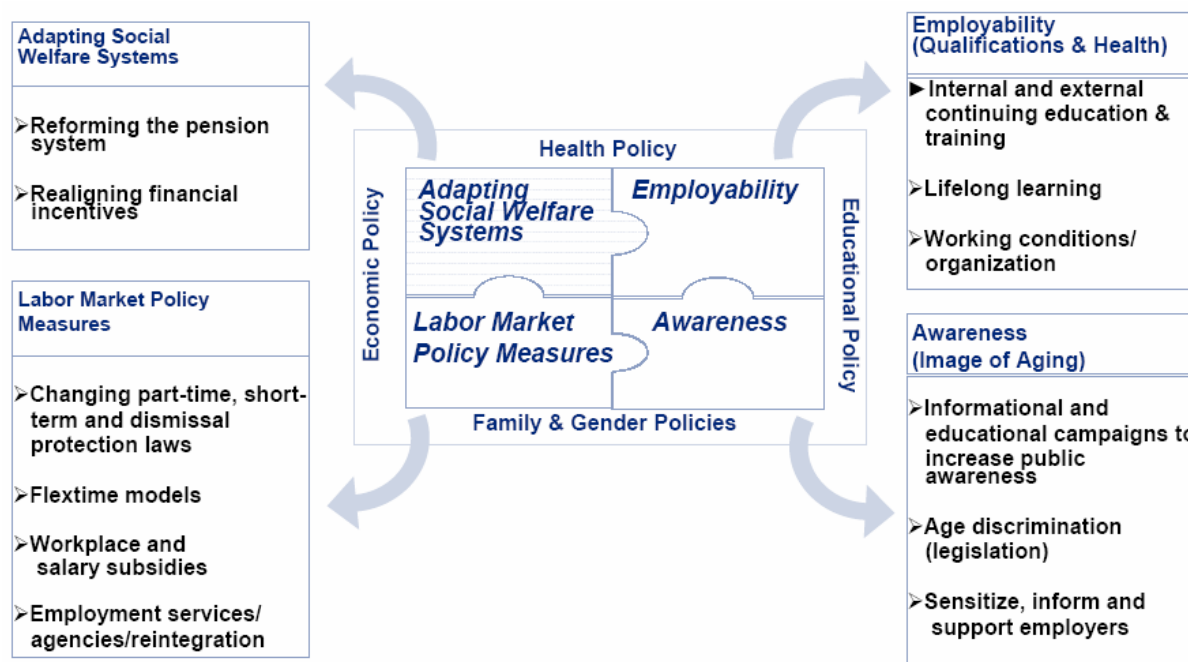 Adapting Social
Welfare Systems
➢Reforming the pension
system
➢Realigning financial
incentives
Labor Market Policy
Measures
➢Changing part-time, short-
term and dismissal
protection laws
➢Flextime models
➢Workplace and
salary subsidies
➢Employment services/
agencies/reintegration
Health Policy
Economic Policy
Adapting
Social Welfare
Systems
Employability
Labor Market
Policy Measures
Awareness
Educational Policy
Family & Gender Policies
Employability
(Qualifications & Health)
►Internal and external
continuing education &
training
➢Lifelong learning
➢Working conditions/
organization
Awareness
(Image of Aging)
➢Informational and
educational campaigns to
increase public
awareness
➢Age discrimination
(legislation)
➢Sensitize, inform and
support employers